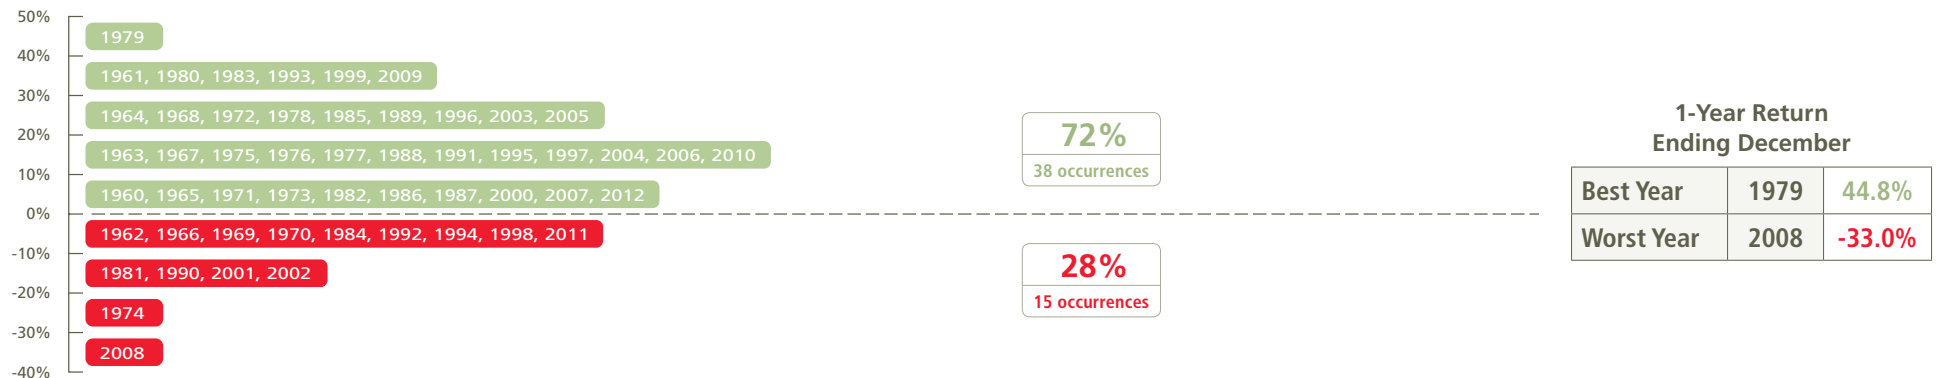 50%
1979
40%
1961, 1980, 1983, 1993, 1999, 2009
30%
1964, 1968, 1972, 1978, 1985, 1989, 1996, 2003, 2005
20%
1963, 1967, 1975, 1976, 1977, 1988, 1991, 1995, 1997, 2004, 2006, 2010
10%
1960, 1965, 1971, 1973, 1982, 1986, 1987, 2000, 2007, 2012
0%
1962, 1966, 1969, 1970, 1984, 1992, 1994, 1998, 2011
-10%
1981, 1990, 2001, 2002
-20%
1974
-30%
2008
-40%
72%
38 occurrences
28%
15 occurrences
1-Year Return
Ending December
Best Year 1979 44.8%
Worst Year 2008 -33.0%